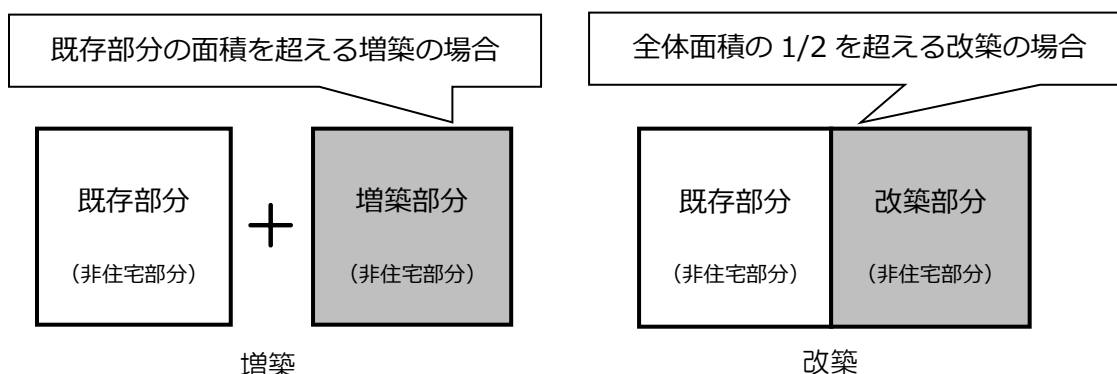 既存部分の面積を超える増築の場合
既存部分
（非住宅部分）
＋
増築部分
（非住宅部分）
増築
全体面積の 1/2 を超える改築の場合
既存部分
（非住宅部分）
改築部分
（非住宅部分）
改築